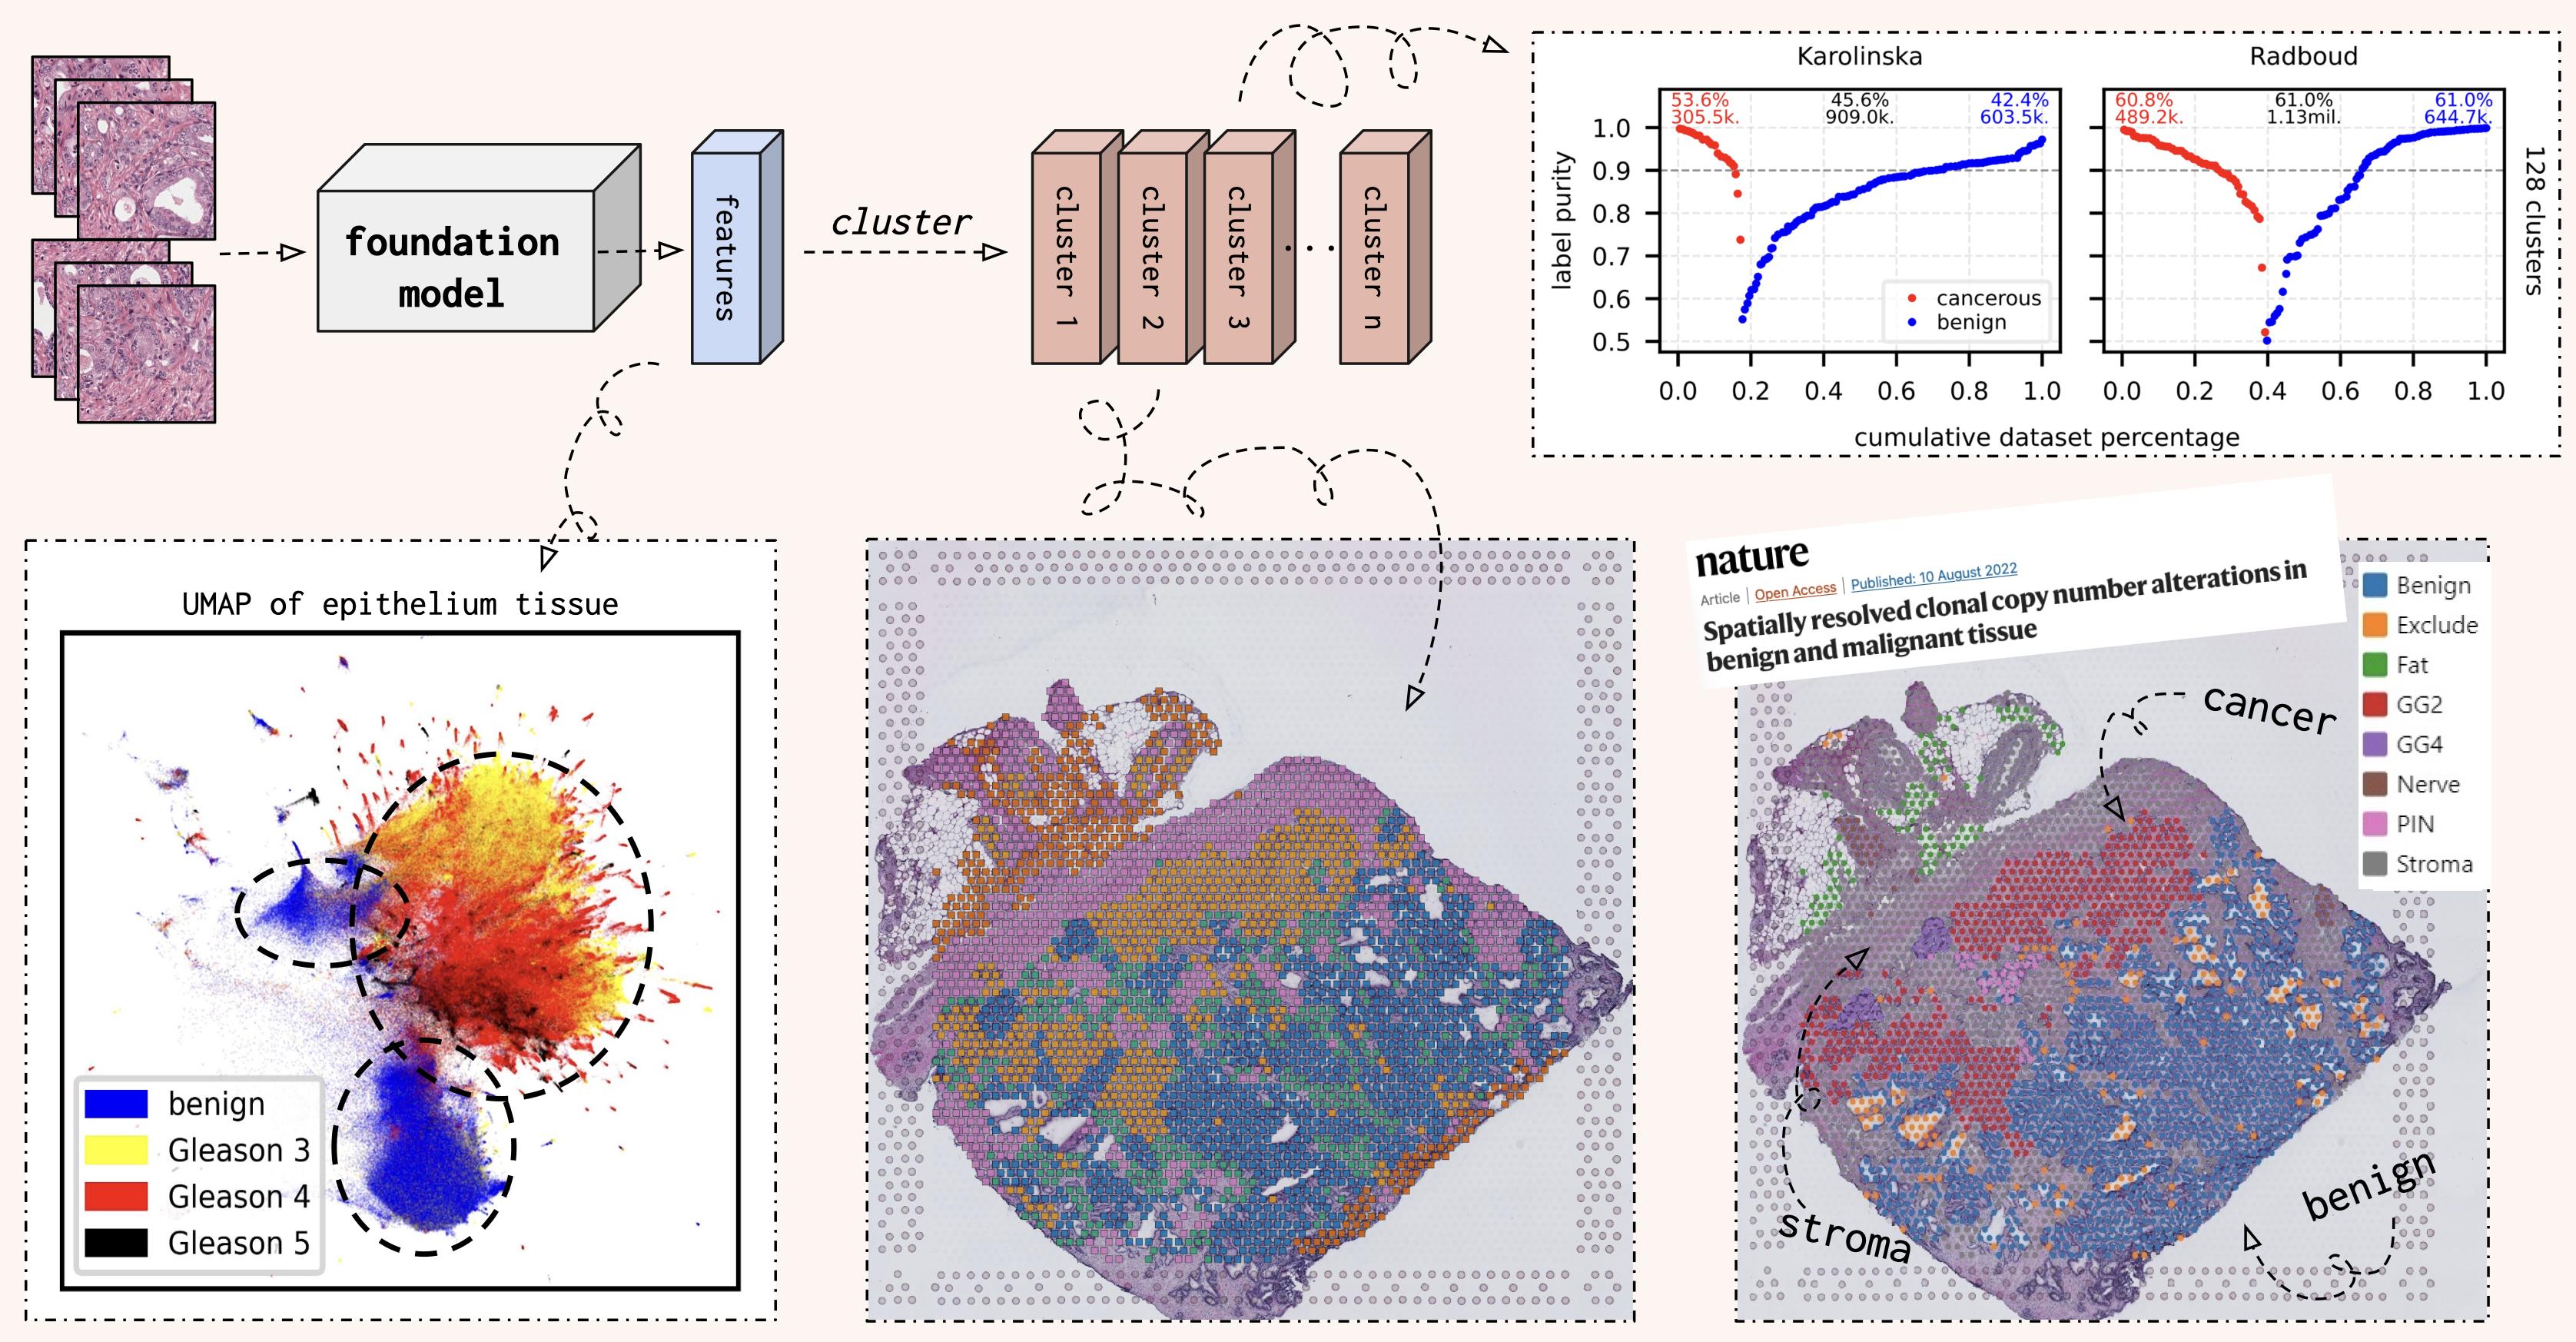 foundation
model
features
cluster
cluster 1
cluster 2
cluster 3
...
cluster n
Karolinska
Radboud
53.6%
305.5k.
45.6%
909.0k.
42.4%
603.5k.
60.8%
489.2k.
61.0%
1.13mil.
61.0%
644.7k.
label purity
1.0
0.9
0.8
0.7
0.6
0.5
cancerous
benign
0.0 0.2 0.4 0.6 0.8 1.0
0.0 0.2 0.4 0.6 0.8 1.0
cumulative dataset percentage
128 clusters
UMAP of epithelium tissue
benign
Gleason 3
Gleason 4
Gleason 5
nature
Article | Open Access | Published: 10 August 2022
Spatially resolved clonal copy number alterations in
benign and malignant tissue
Benign
Exclude
Fat
GG2
GG4
Nerve
PIN
Stroma
cancer
stroma
benign